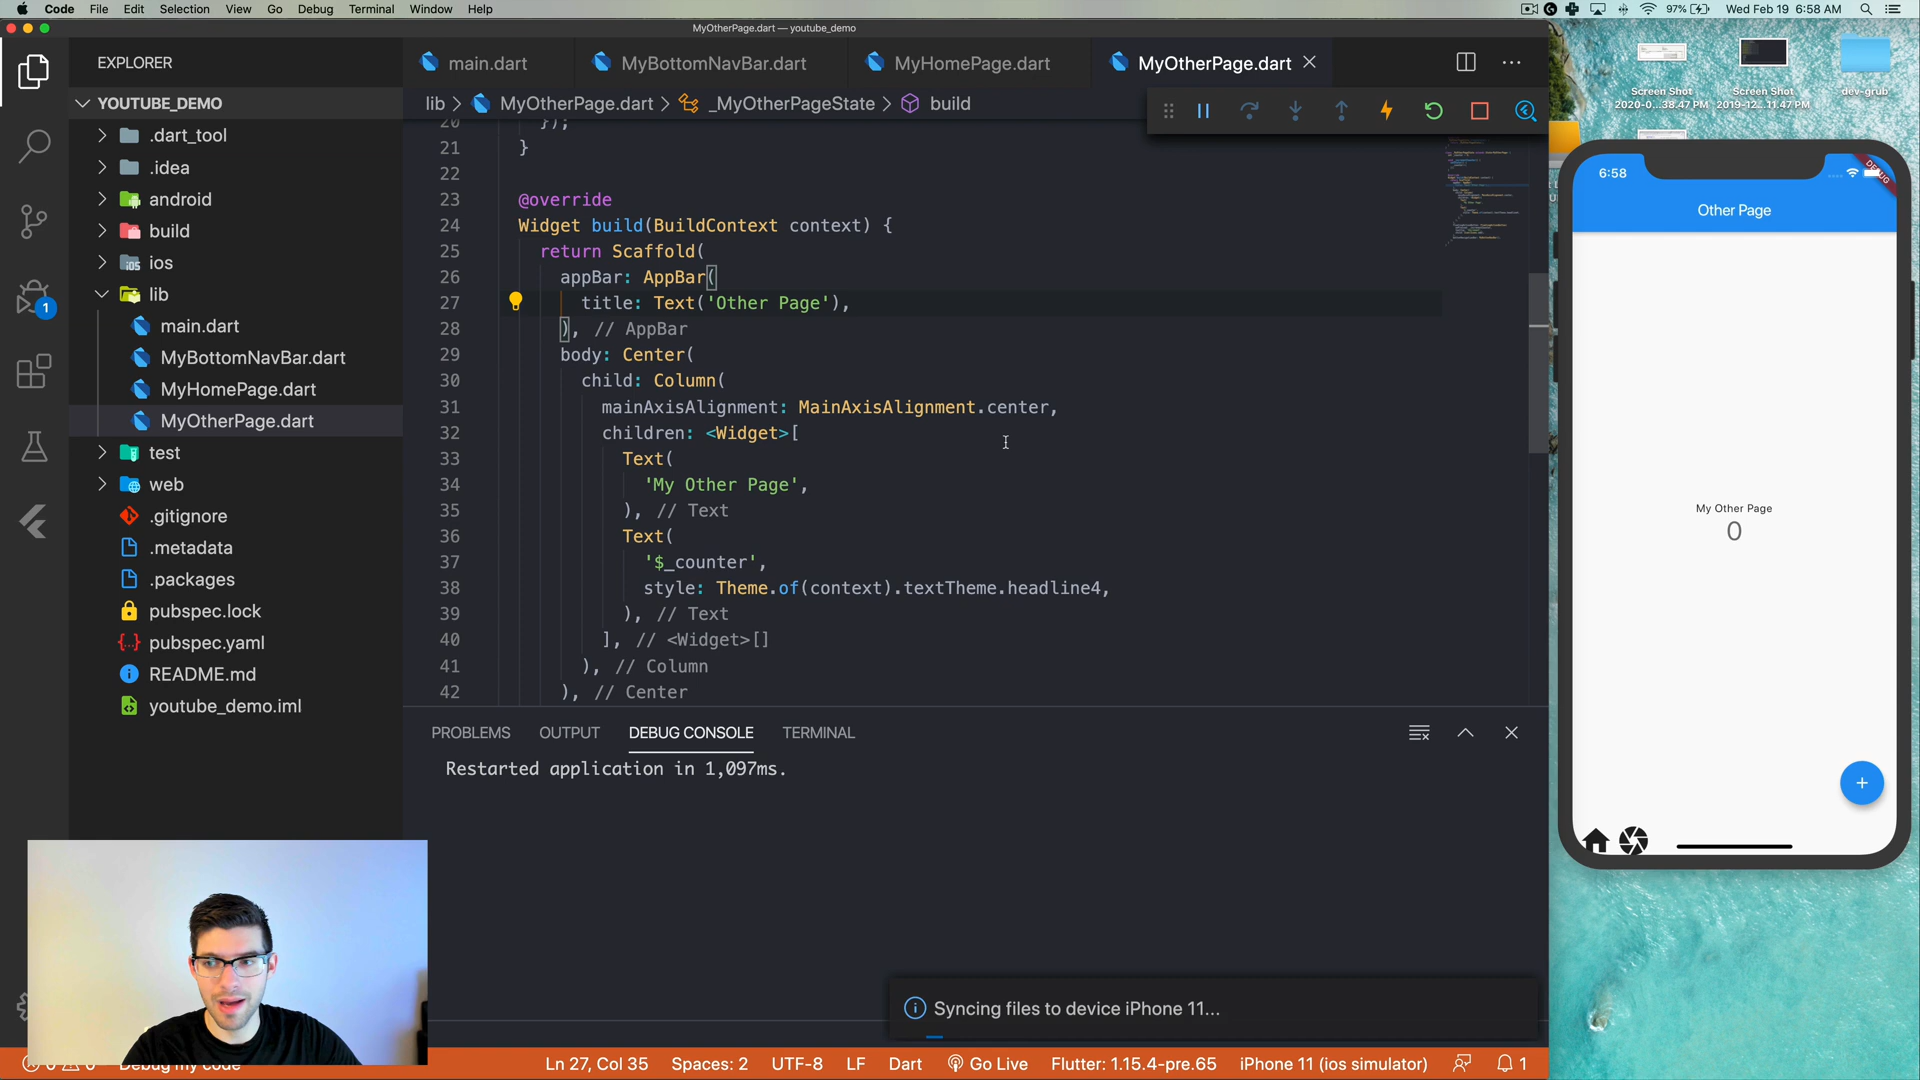 Code File Edit Selection View Go Debug Terminal Window Help
97% Wed Feb 19 6:58 AM
MyOtherPage.dart — youtube_demo
EXPLORER
YOUTUBE_DEMO
.dart_tool
.idea
android
build
ios
lib
main.dart
MyBottomNavBar.dart
MyHomePage.dart
MyOtherPage.dart
test
web
.gitignore
.metadata
.packages
pubspec.lock
pubspec.yaml
README.md
youtube_demo.iml
1
main.dart MyBottomNavBar.dart MyHomePage.dart MyOtherPage.dart
lib > MyOtherPage.dart > _MyOtherPageState > build
20 });
21 }
22
23 @override
24 Widget build(BuildContext context) {
25 return Scaffold(
26 appBar: AppBar(
27 title: Text('Other Page'),
28 ), // AppBar
29 body: Center(
30 child: Column(
31 mainAxisAlignment: MainAxisAlignment.center,
32 children: <Widget>[
33 Text(
34 'My Other Page',
35 ), // Text
36 Text(
37 '$_counter',
38 style: Theme.of(context).textTheme.headline4,
39 ), // Text
40 ], // <Widget>[]
41 ), // Column
42 ), // Center
PROBLEMS OUTPUT DEBUG CONSOLE TERMINAL
Restarted application in 1,097ms.
Syncing files to device iPhone 11...
Debug my code Ln 27, Col 35 Spaces: 2 UTF-8 LF Dart Go Live Flutter: 1.15.4-pre.65 iPhone 11 (ios simulator) 1
Screen Shot
2020-0...38.47 PM
Screen Shot
2019-12...11.47 PM
dev-grub
6:58
DEBUG
Other Page
My Other Page
0
+